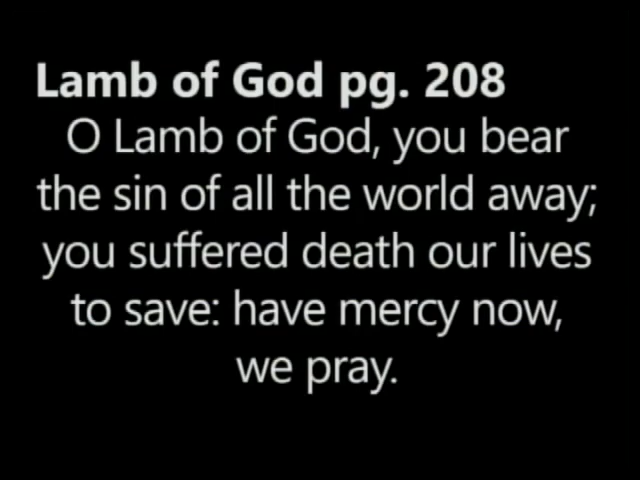 Lamb of God pg. 208
O Lamb of God, you bear
the sin of all the world away;
you suffered death our lives
to save: have mercy now,
we pray.